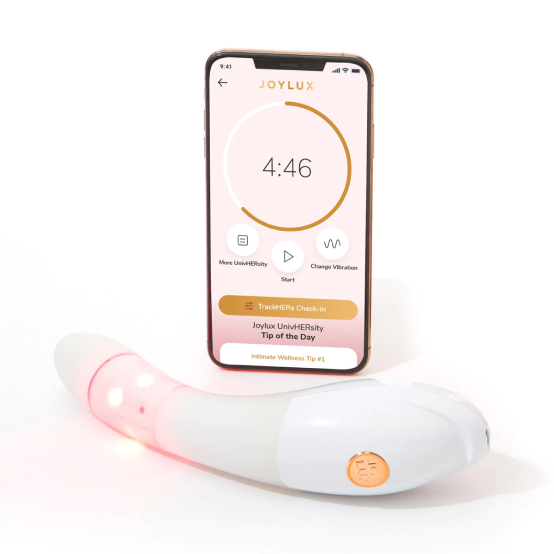 9:41
JOYLUX
4:46
More UnivHERsity
Start
Change Vibration
TrackHERs Check-in
Joylux UnivHERsity
Tip of the Day
Intimate Wellness Tip #1